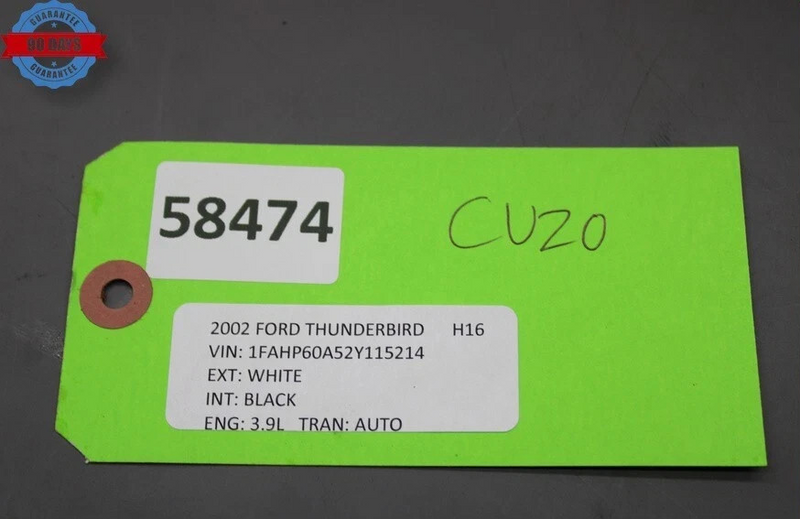 GUARANTEE
90 DAYS
GUARANTEE
58474
CU20
2002 FORD THUNDERBIRD H16
VIN: 1FAHP60A52Y115214
EXT: WHITE
INT: BLACK
ENG: 3.9L TRAN: AUTO